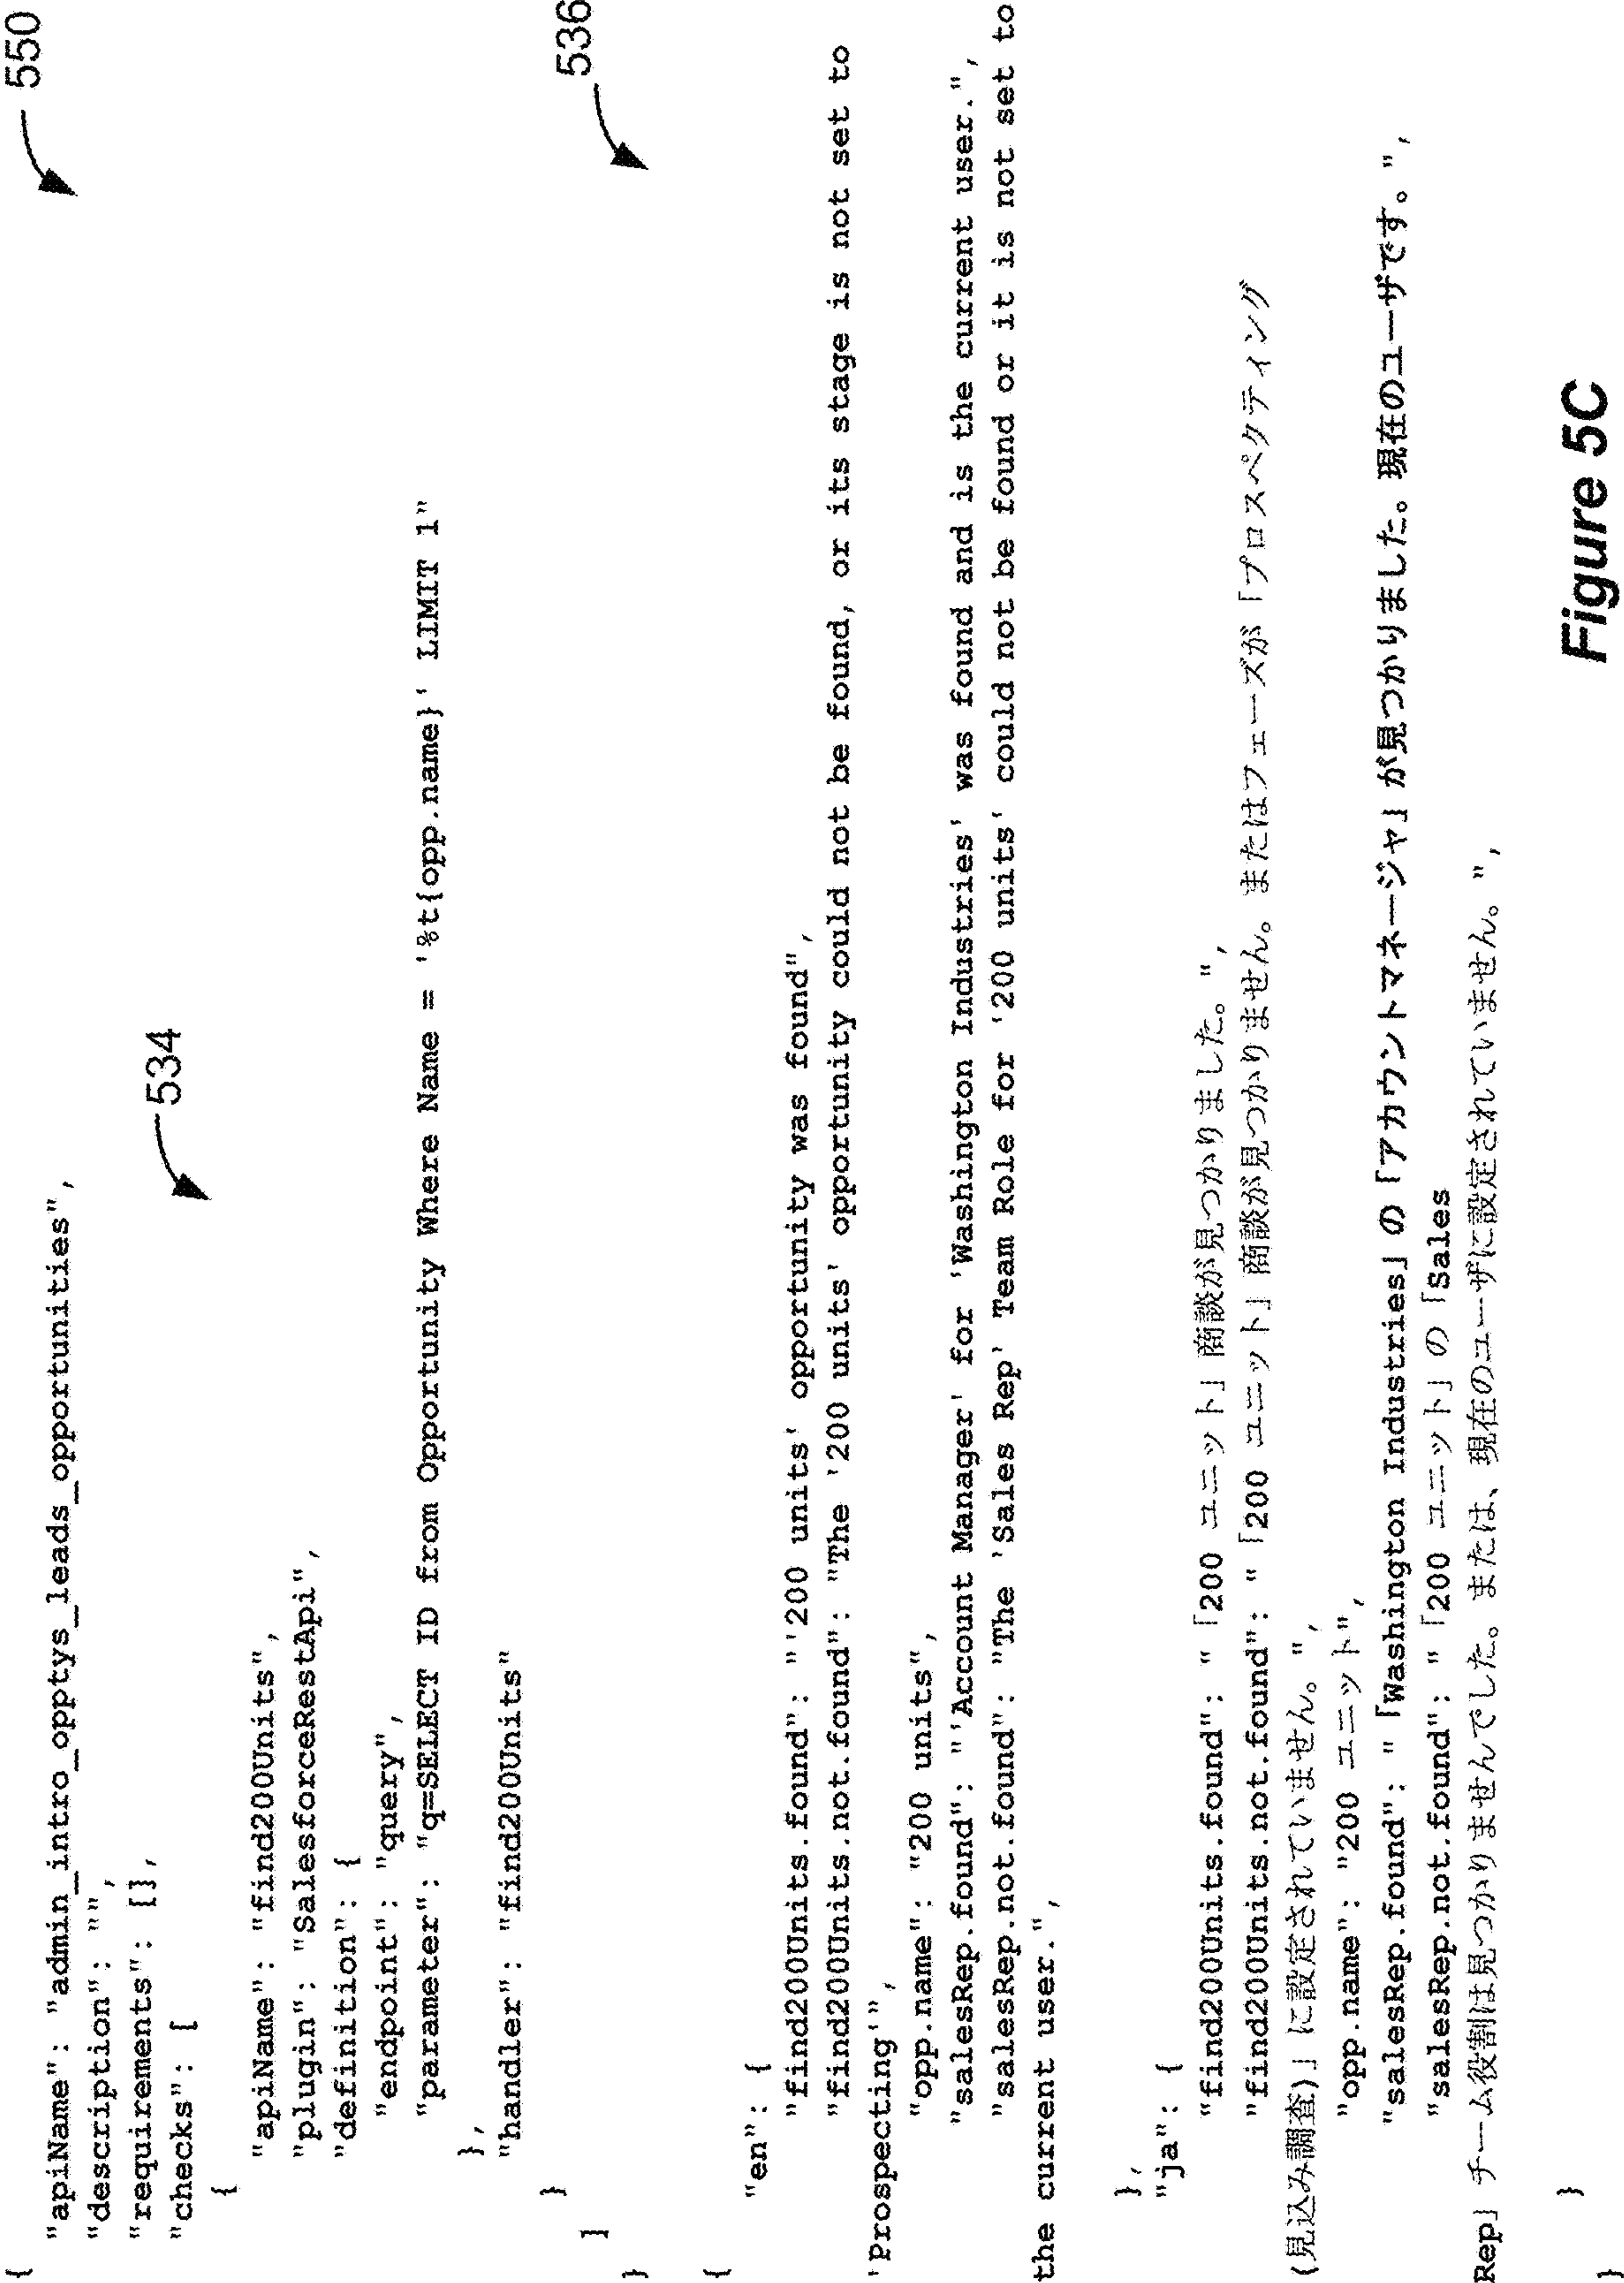 550
{
"apiName": "admin_intro_opptys_leads_opportunities",
"description": "",
"requirements": [],
"checks": [
534
{
"apiName": "find200Units",
"plugin": "SalesforceRestApi",
"definition": {
"endpoint": "query",
"parameter": "q=SELECT ID from Opportunity Where Name = '%t{opp.name}' LIMIT 1"
},
"handler": "find200Units"
}
]
}
536
{
"en": {
"find200Units.found": "'200 units' opportunity was found",
"find200Units.not.found": "The '200 units' opportunity could not be found, or its stage is not set to
'Prospecting'",
"opp.name": "200 units",
"salesRep.found": "'Account Manager' for 'Washington Industries' was found and is the current user.",
"salesRep.not.found": "The 'Sales Rep' Team Role for '200 units' could not be found or it is not set to
the current user.",
},
"ja": {
"find200Units.found": "「200 ユニット」商談が見つかりました。",
"find200Units.not.found": "「200 ユニット」商談が見つかりません。またはフェーズが「プロスペクティング
(見込み調査)」に設定されていません。",
"opp.name": "200 ユニット",
"salesRep.found": "「Washington Industries」の「アカウントマネージャ」が見つかりました。現在のユーザです。",
"salesRep.not.found": "「200 ユニット」の「Sales
Rep」チーム役割は見つかりませんでした。または、現在のユーザに設定されていません。",
}
}
Figure 5C